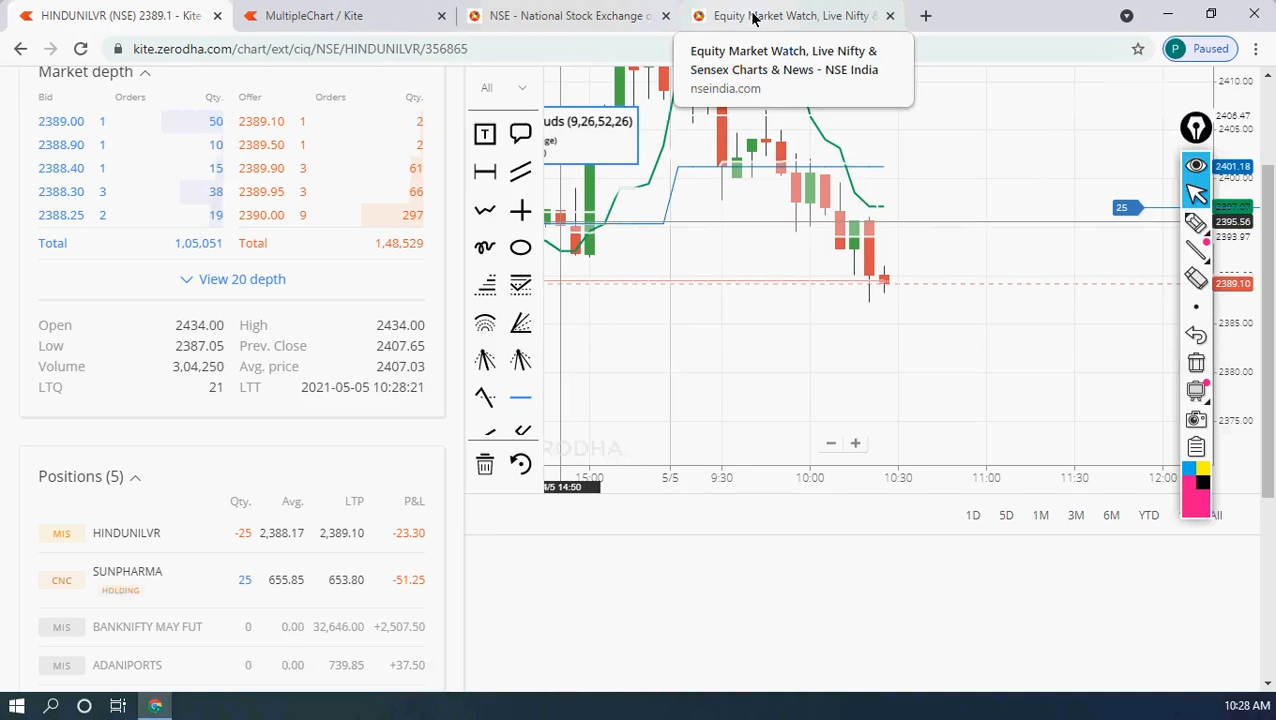 HINDUNILVR (NSE) 2389.1 - Kite
MultipleChart / Kite
NSE - National Stock Exchange o
Equity Market Watch, Live Nifty &
kite.zerodha.com/chart/ext/ciq/NSE/HINDUNILVR/356865
P Paused
Equity Market Watch, Live Nifty &
Sensex Charts & News - NSE India
nseindia.com
Market depth
Bid Orders Qty. Offer Orders Qty.
2389.00 1 50 2389.10 1 2
2388.90 1 10 2389.50 1 2
2388.40 1 15 2389.90 3 61
2388.30 3 38 2389.95 3 66
2388.25 2 19 2390.00 9 297
Total 1,05,051 Total 1,48,529
View 20 depth
Open 2434.00 High 2434.00
Low 2387.05 Prev. Close 2407.65
Volume 3,04,250 Avg. price 2407.03
LTQ 21 LTT 2021-05-05 10:28:21
Positions (5)
Qty. Avg. LTP P&L
MIS HINDUNILVR -25 2,388.17 2,389.10 -23.30
CNC SUNPHARMA 25 655.85 653.80 -51.25
HOLDING
MIS BANKNIFTY MAY FUT 0 0.00 32,646.00 +2,507.50
MIS ADANIPORTS 0 0.00 739.85 +37.50
All
T
uds (9,26,52,26)
ge)
2410.00
2406.47
2405.00
2401.18
2400.00
25
2395.56
2393.97
2389.10
2385.00
2380.00
2375.00
ZERODHA
4/5 14:50
15:00 5/5 9:30 10:00 10:30 11:00 11:30 12:00
1D 5D 1M 3M 6M YTD All
10:28 AM